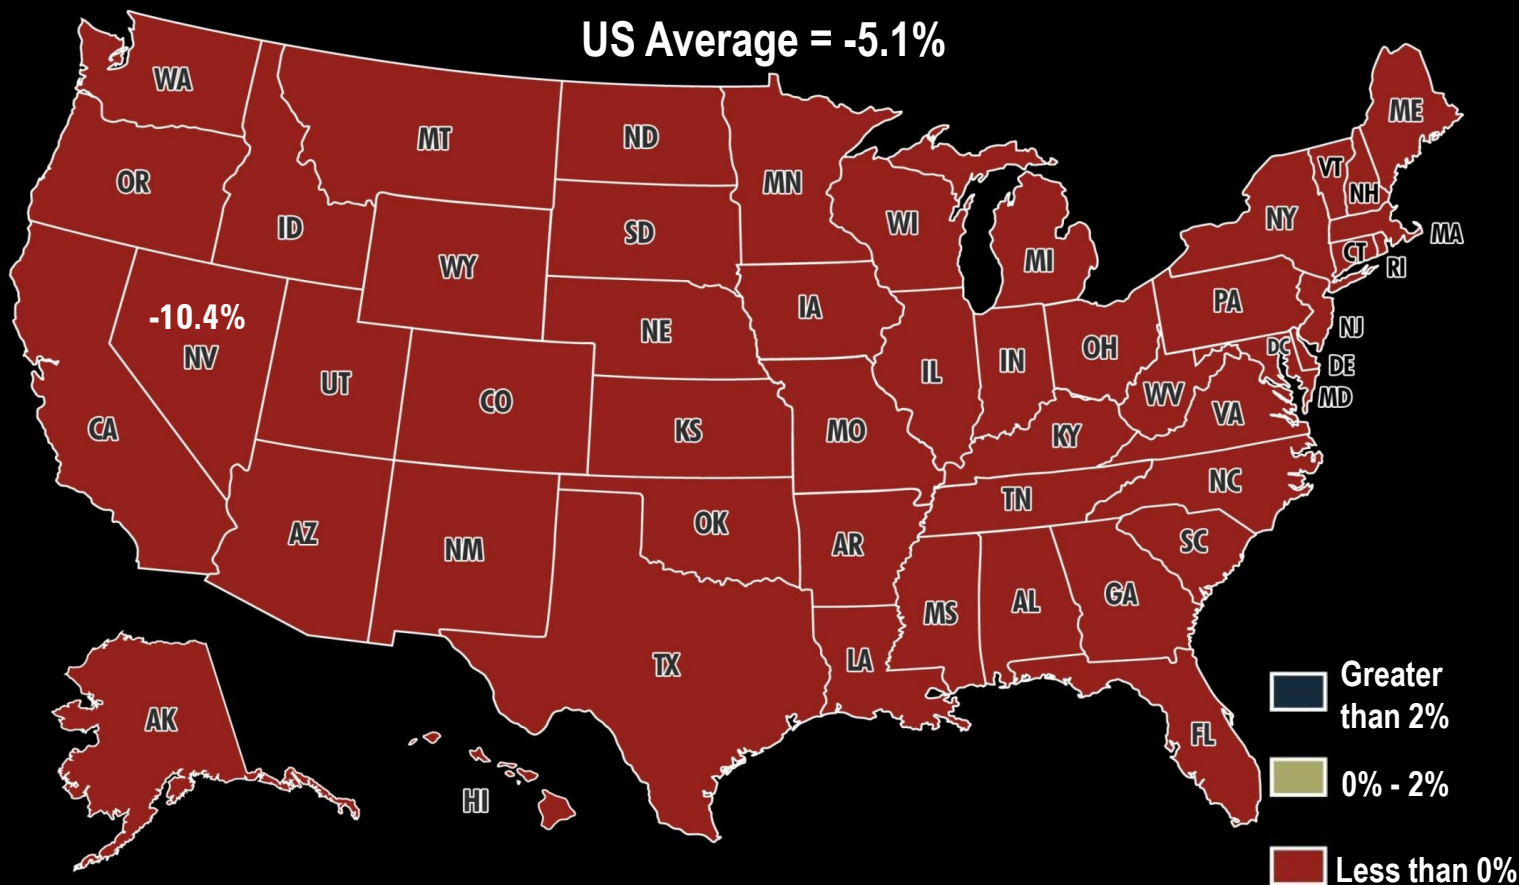 US Average = -5.1%
WA
MT
ND
MN
ME
OR
ID
WY
SD
WI
MI
VT
NH
NY
MA
CT
RI
-10.4%
NV
UT
CO
NE
IA
IL
IN
OH
PA
NJ
DC
DE
MD
CA
KS
MO
KY
WV
VA
AZ
NM
OK
AR
TN
NC
SC
MS
AL
GA
TX
LA
FL
AK
HI
Greater
than 2%
0% - 2%
Less than 0%